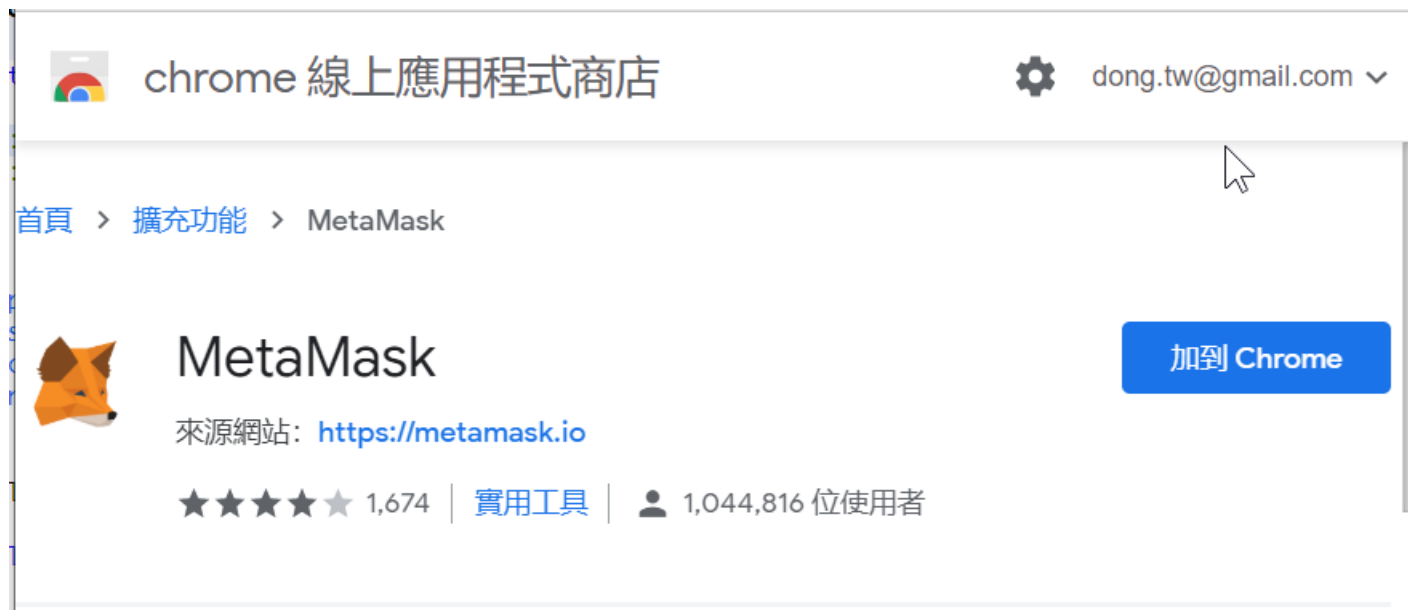 chrome 線上應用程式商店
dong.tw@gmail.com
首頁 > 擴充功能 > MetaMask
MetaMask
加到 Chrome
來源網站：https://metamask.io
1,674 | 實用工具 | 1,044,816 位使用者